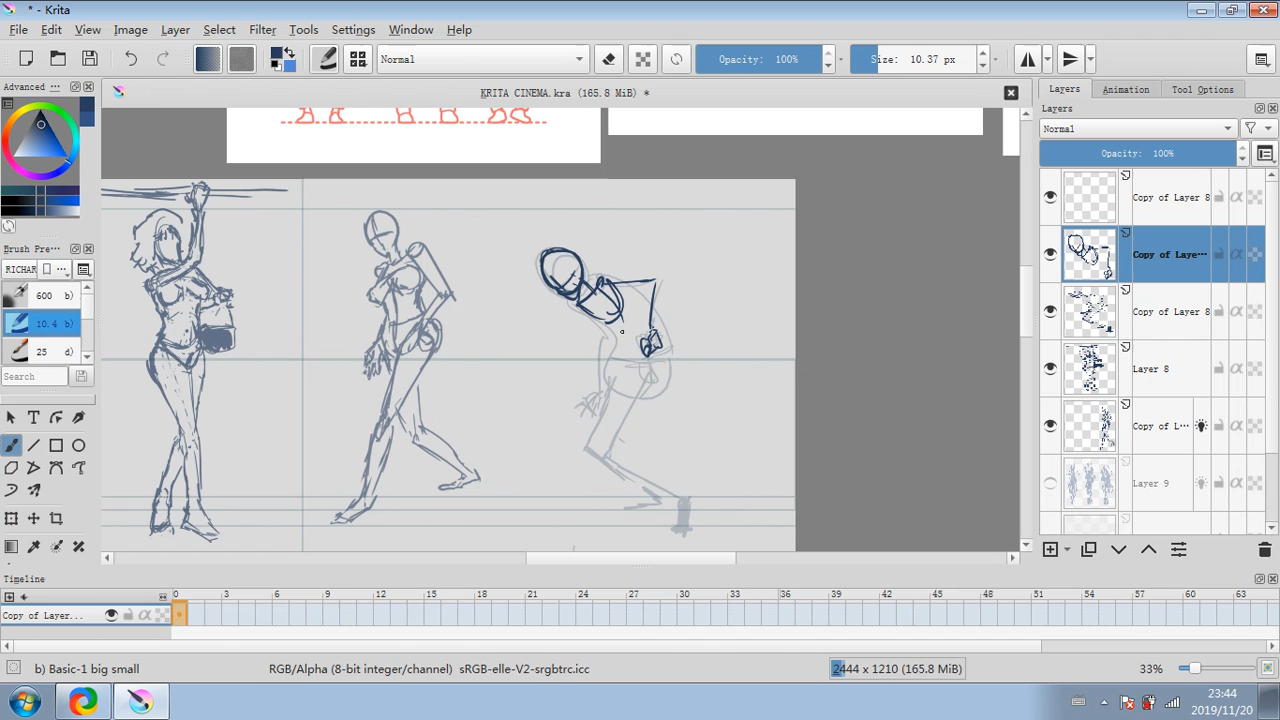 * - Krita
File Edit View Image Layer Select Filter Tools Settings Window Help
Normal Opacity: 100% Size: 10.37 px
Advanced ...
KRITA CINEMA.kra (165.8 MiB) *
Layers Animation Tool Options
Layers
Normal
Opacity: 100%
Copy of Layer 8
Copy of Laye...
Layer 8
Copy of L...
Layer 9
Brush Pre...
RICHAR ...
600 b)
10.4 b)
25 d)
Search
Timeline
0 3 6 9 12 15 18 21 24 27 30 33 36 39 42 45 48 51 54 57 60 63
Copy of Layer...
b) Basic-1 big small RGB/Alpha (8-bit integer/channel) sRGB-elle-V2-srgbtrc.icc 2444 x 1210 (165.8 MiB) 33%
23:44
2019/11/20